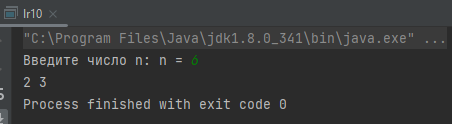 lr10
"C:\Program Files\Java\jdk1.8.0_341\bin\java.exe" ...
Введите число n: n = 6
2 3
Process finished with exit code 0